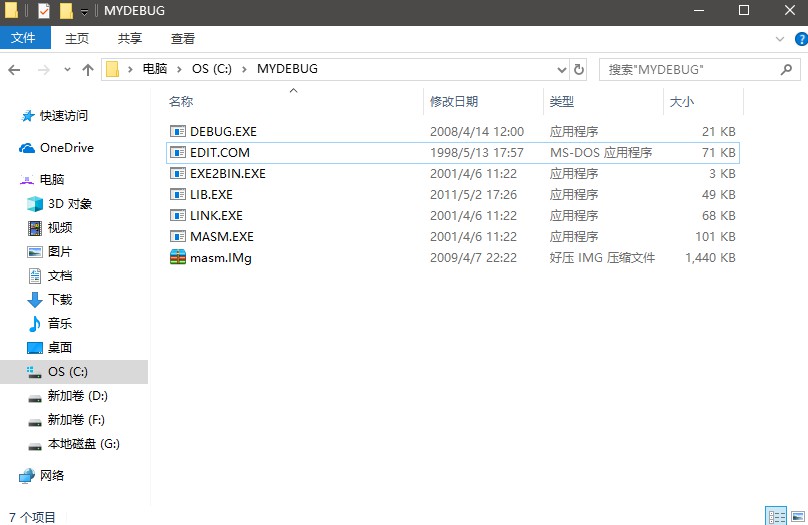 MYDEBUG
文件 主页 共享 查看
电脑 OS (C:) MYDEBUG 搜索"MYDEBUG"
名称 修改日期 类型 大小
快速访问
OneDrive
电脑
3D 对象
视频
图片
文档
下载
音乐
桌面
OS (C:)
新加卷 (D:)
新加卷 (F:)
本地磁盘 (G:)
网络
DEBUG.EXE 2008/4/14 12:00 应用程序 21 KB
EDIT.COM 1998/5/13 17:57 MS-DOS 应用程序 71 KB
EXE2BIN.EXE 2001/4/6 11:22 应用程序 3 KB
LIB.EXE 2011/5/2 17:26 应用程序 49 KB
LINK.EXE 2001/4/6 11:22 应用程序 68 KB
MASM.EXE 2001/4/6 11:22 应用程序 101 KB
masm.IMg 2009/4/7 22:22 好压 IMG 压缩文件 1,440 KB
7 个项目